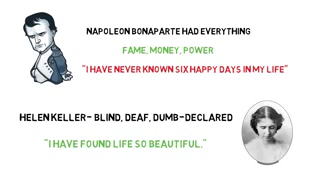 NAPOLEON BONAPARTE HAD EVERYTHING
FAME, MONEY, POWER
"I HAVE NEVER KNOWN SIX HAPPY DAYS IN MY LIFE"
HELEN KELLER- BLIND, DEAF, DUMB-DECLARED
"I HAVE FOUND LIFE SO BEAUTIFUL."